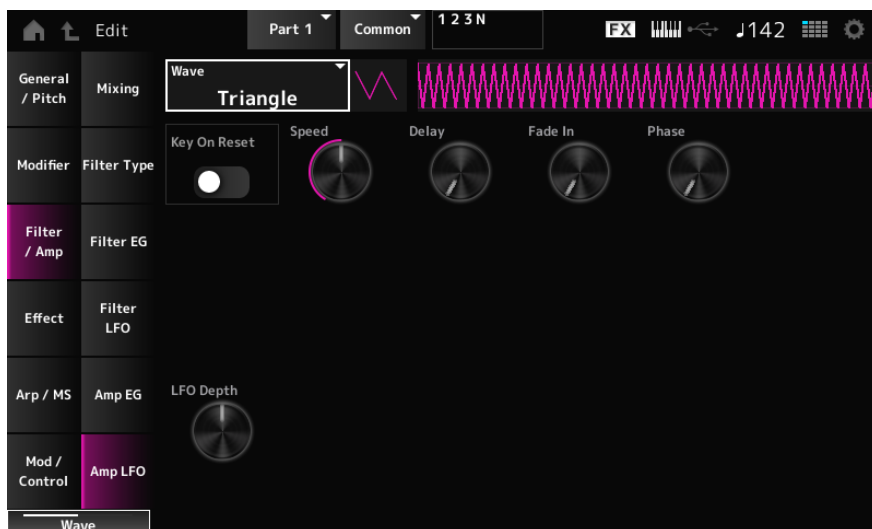 Edit
Part 1
Common
1 2 3 N
FX
♩142
General
/ Pitch
Mixing
Wave
Triangle
Key On Reset
Speed
Delay
Fade In
Phase
Modifier
Filter Type
Filter
/ Amp
Filter EG
Effect
Filter
LFO
Arp / MS
Amp EG
LFO Depth
Mod /
Control
Amp LFO
Wave